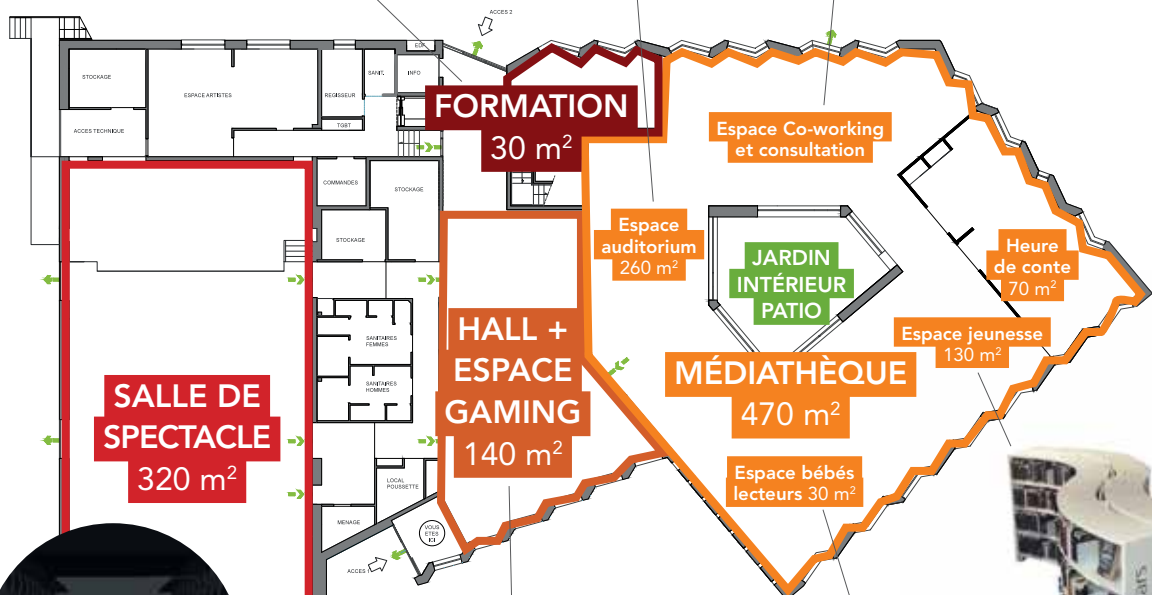 ACCES 2
EDF
STOCKAGE
ESPACE ARTISTES
REGISSEUR
SANIT.
INFO
TGBT
ACCES TECHNIQUE
FORMATION
30 m²
Espace Co-working
et consultation
COMMANDES
STOCKAGE
STOCKAGE
Espace
auditorium
260 m²
JARDIN
INTÉRIEUR
PATIO
Heure
de conte
70 m²
Espace jeunesse
130 m²
HALL +
ESPACE
GAMING
140 m²
SANITAIRES
FEMMES
SANITAIRES
HOMMES
MÉDIATHÈQUE
470 m²
SALLE DE
SPECTACLE
320 m²
Espace bébés
lecteurs 30 m²
LOCAL
POUSSETTE
MENAGE
VOUS
ETES
ICI
ACCES 1